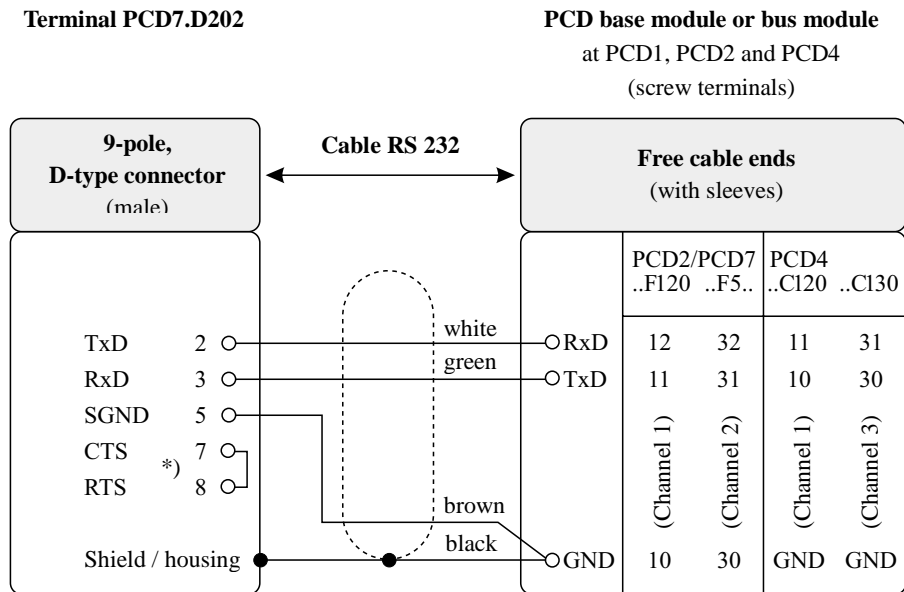 Terminal PCD7.D202
PCD base module or bus module
at PCD1, PCD2 and PCD4
(screw terminals)
9-pole,
D-type connector
(male)
Cable RS 232
Free cable ends
(with sleeves)
PCD2/PCD7 PCD4
..F120 ..F5.. ..C120 ..C130
TxD 2 white RxD 12 32 11 31
RxD 3 green TxD 11 31 10 30
SGND 5
CTS 7
*)
RTS 8
(Channel 1) (Channel 2) (Channel 1) (Channel 3)
brown
Shield / housing black GND 10 30 GND GND